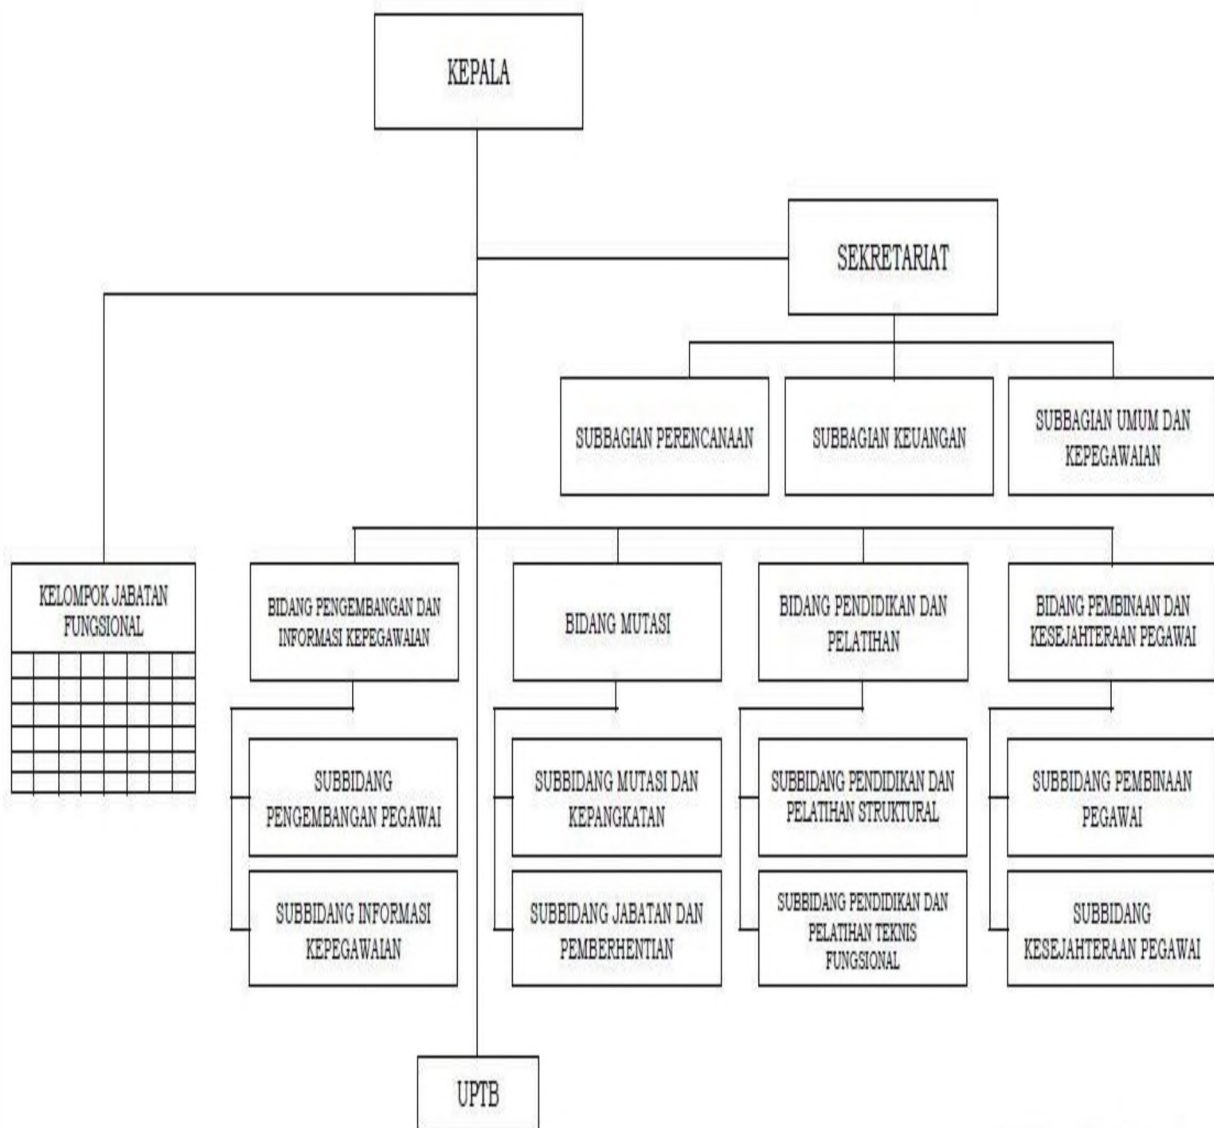 KEPALA
SEKRETARIAT
SUBBAGIAN PERENCANAAN
SUBBAGIAN KEUANGAN
SUBBAGIAN UMUM DAN
KEPEGAWAIAN
KELOMPOK JABATAN
FUNGSIONAL
BIDANG PENGEMBANGAN DAN
INFORMASI KEPEGAWAIAN
BIDANG MUTASI
BIDANG PENDIDIKAN DAN
PELATIHAN
BIDANG PEMBINAAN DAN
KESEJAHTERAAN PEGAWAI
SUBBIDANG
PENGEMBANGAN PEGAWAI
SUBBIDANG MUTASI DAN
KEPANGKATAN
SUBBIDANG PENDIDIKAN DAN
PELATIHAN STRUKTURAL
SUBBIDANG PEMBINAAN
PEGAWAI
SUBBIDANG INFORMASI
KEPEGAWAIAN
SUBBIDANG JABATAN DAN
PEMBERHENTIAN
SUBBIDANG PENDIDIKAN DAN
PELATIHAN TEKNIS
FUNGSIONAL
SUBBIDANG
KESEJAHTERAAN PEGAWAI
UPTB